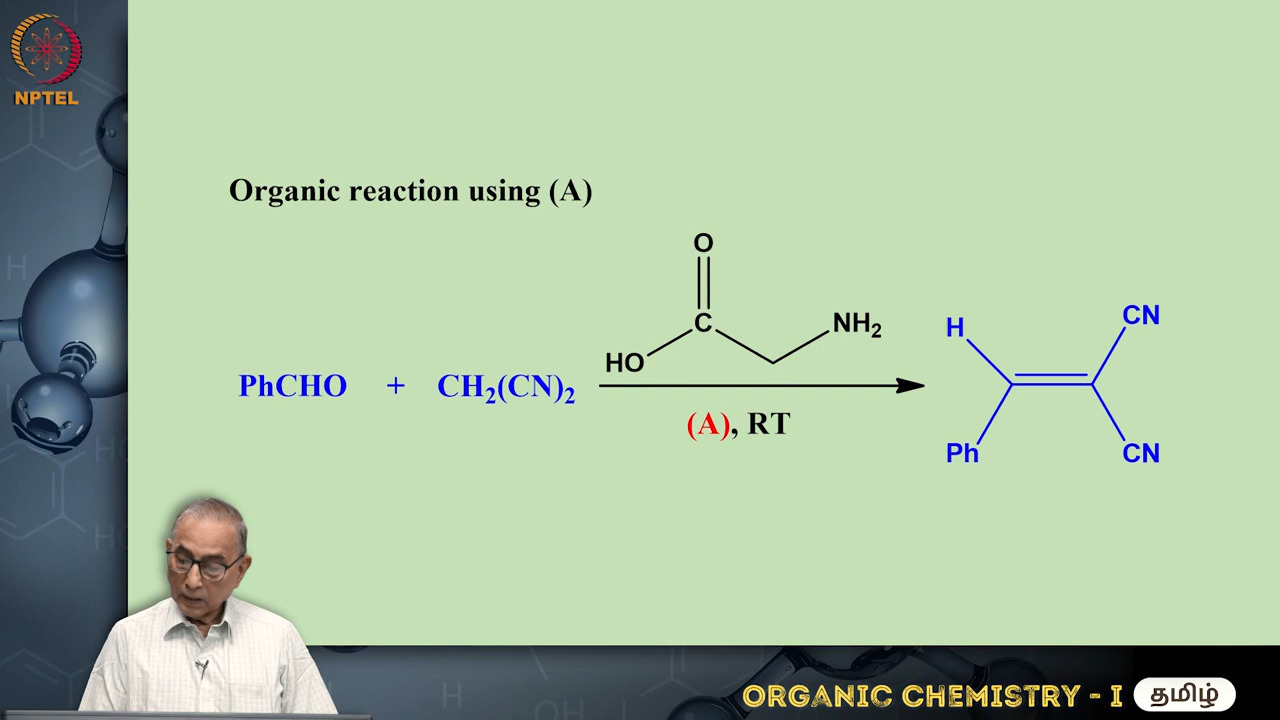 NPTEL
Organic reaction using (A)
O
C
NH₂
HO
PhCHO + CH₂(CN)₂
(A), RT
H
CN
Ph
CN
ORGANIC CHEMISTRY - I தமிழ்